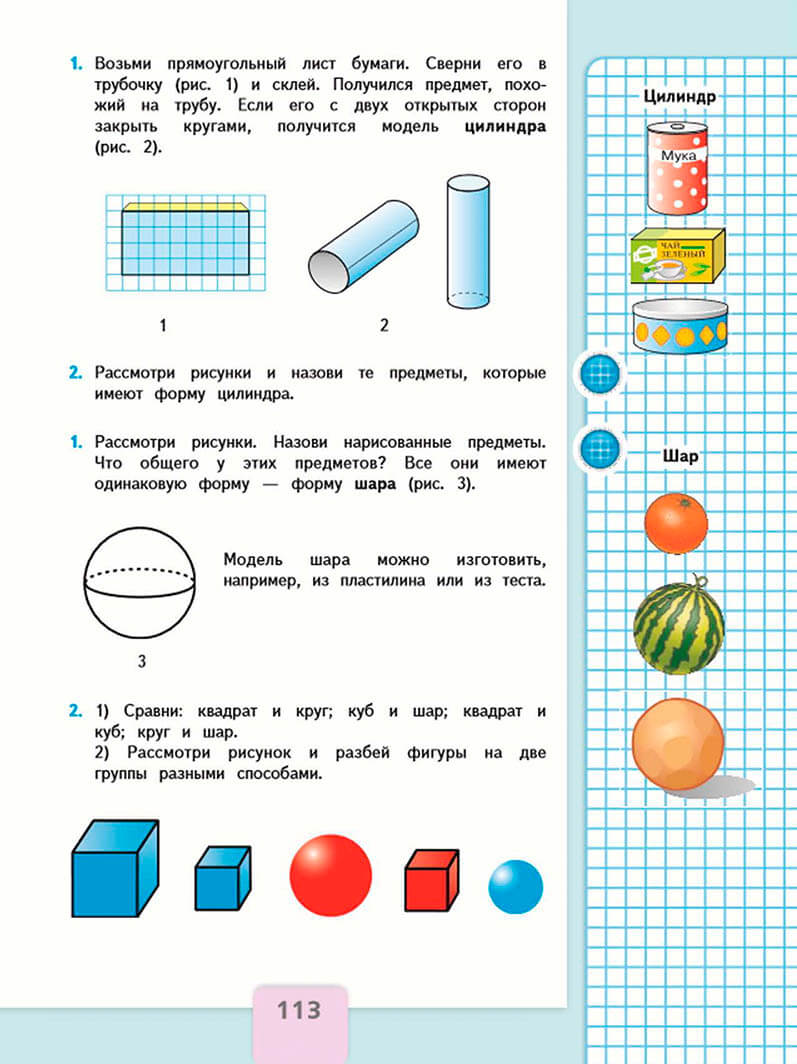 1. Возьми прямоугольный лист бумаги. Сверни его в
трубочку (рис. 1) и склей. Получился предмет, похо-
жий на трубу. Если его с двух открытых сторон
закрыть кругами, получится модель цилиндра
(рис. 2).
1
2
2. Рассмотри рисунки и назови те предметы, которые
имеют форму цилиндра.
1. Рассмотри рисунки. Назови нарисованные предметы.
Что общего у этих предметов? Все они имеют
одинаковую форму — форму шара (рис. 3).
Модель шара можно изготовить,
например, из пластилина или из теста.
3
2. 1) Сравни: квадрат и круг; куб и шар; квадрат и
куб; круг и шар.
2) Рассмотри рисунок и разбей фигуры на две
группы разными способами.
Цилиндр
Мука
ЧАЙ
ЗЕЛЕНЫЙ
Шар
113